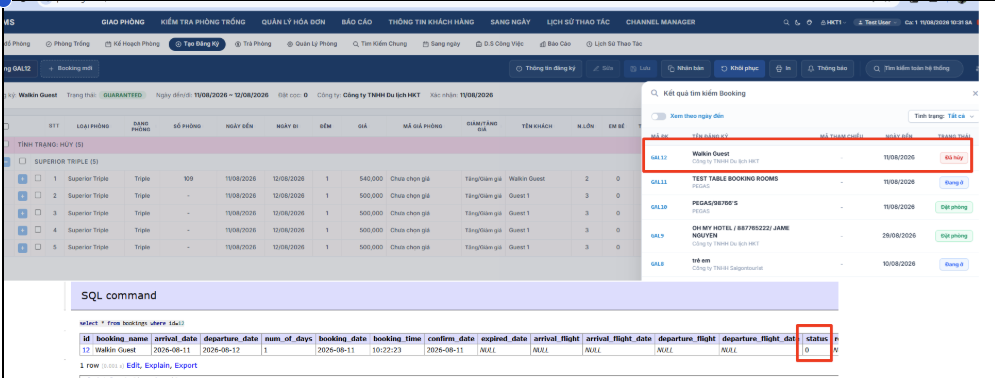 MS GIAO PHÒNG KIỂM TRA PHÒNG TRỐNG QUẢN LÝ HÓA ĐƠN BÁO CÁO THÔNG TIN KHÁCH HÀNG SANG NGÀY LỊCH SỬ THAO TÁC CHANNEL MANAGER HKT1 Test User Ca: 1 11/08/2026 10:31 SA
đồ Phòng Phòng Trống Kế Hoạch Phòng Tạo Đăng Ký Trả Phòng Quản Lý Phòng Tìm Kiếm Chung Sang ngày D.S Công Việc Báo Cáo Lịch Sử Thao Tác
ng GAL12 + Booking mới Thông tin đăng ký Sửa Lưu Nhân bản Khôi phục In Thông báo Tìm kiếm toàn hệ thống
g ký: Walkin Guest Trạng thái: GUARANTEED Ngày đến/đi: 11/08/2026 ~ 12/08/2026 Đặt cọc: 0 Công ty: Công ty TNHH Du lịch HKT Xác nhận: 11/08/2026
STT LOẠI PHÒNG DẠNG PHÒNG SỐ PHÒNG NGÀY ĐẾN NGÀY ĐI ĐÊM GIÁ MÃ GIÁ PHÒNG GIẢM/TĂNG GIÁ TÊN KHÁCH N.LỚN EM BÉ
TÌNH TRẠNG: HỦY (5)
SUPERIOR TRIPLE (5)
1 Superior Triple Triple 109 11/08/2026 12/08/2026 1 540,000 Chưa chọn giá Tăng/Giảm giá Walkin Guest 2 0
2 Superior Triple Triple - 11/08/2026 12/08/2026 1 500,000 Chưa chọn giá Tăng/Giảm giá Guest 1 3 0
3 Superior Triple Triple - 11/08/2026 12/08/2026 1 500,000 Chưa chọn giá Tăng/Giảm giá Guest 1 3 0
4 Superior Triple Triple - 11/08/2026 12/08/2026 1 500,000 Chưa chọn giá Tăng/Giảm giá Guest 1 3 0
5 Superior Triple Triple - 11/08/2026 12/08/2026 1 500,000 Chưa chọn giá Tăng/Giảm giá Guest 1 3 0
Kết quả tìm kiếm Booking ×
Xem theo ngày đến Tình trạng: Tất cả
MÃ ĐK TÊN ĐĂNG KÝ MÃ THAM CHIẾU NGÀY ĐẾN TRẠNG THÁI
GAL12 Walkin Guest - 11/08/2026 Đã hủy
Công ty TNHH Du lịch HKT
GAL11 TEST TABLE BOOKING ROOMS - 11/08/2026 Đang ở
PEGAS
GAL10 PEGAS/98766'S - 11/08/2026 Đặt phòng
PEGAS
GAL9 OH MY HOTEL / 887765222/ JAME NGUYEN - 29/08/2026 Đặt phòng
Công ty TNHH Du lịch HKT
GAL8 trẻ em - 10/08/2026 Đang ở
Công ty TNHH Saigontourist
SQL command
select * from bookings where id=12
id booking_name arrival_date departure_date num_of_days booking_date booking_time confirm_date expired_date arrival_flight arrival_flight_date departure_flight departure_flight_date status
12 Walkin Guest 2026-08-11 2026-08-12 1 2026-08-11 10:22:23 2026-08-11 NULL NULL NULL NULL NULL 0
1 row (0.001 s) Edit, Explain, Export